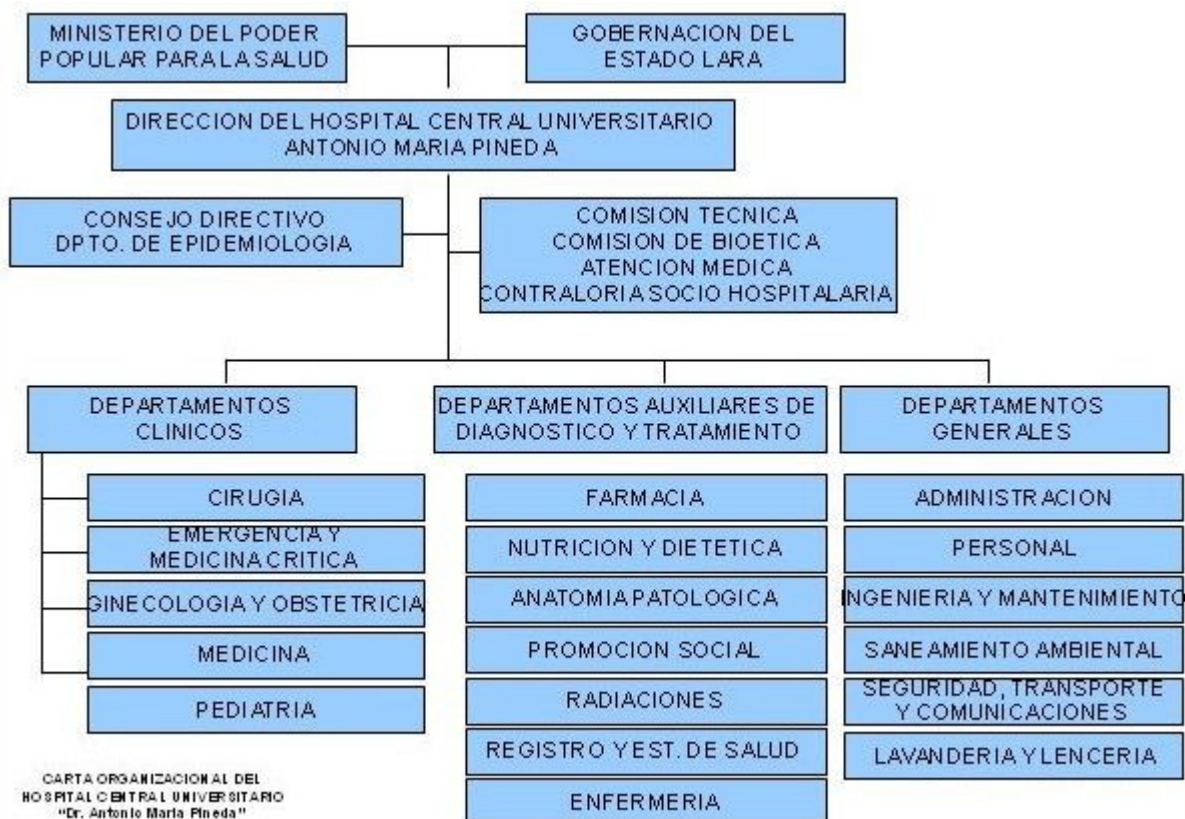 MINISTERIO DEL PODER
POPULAR PARA LA SALUD
GOBERNACION DEL
ESTADO LARA
DIRECCION DEL HOSPITAL CENTRAL UNIVERSITARIO
ANTONIO MARIA PINEDA
CONSEJO DIRECTIVO
DPTO. DE EPIDEMIOLOGIA
COMISION TECNICA
COMISION DE BIOETICA
ATENCION MEDICA
CONTRALORIA SOCIO HOSPITALARIA
DEPARTAMENTOS
CLINICOS
CIRUGIA
EMERGENCIA Y
MEDICINA CRITICA
GINECOLOGIA Y OBSTETRICIA
MEDICINA
PEDIATRIA
DEPARTAMENTOS AUXILIARES DE
DIAGNOSTICO Y TRATAMIENTO
FARMACIA
NUTRICION Y DIETETICA
ANATOMIA PATOLOGICA
PROMOCION SOCIAL
RADIACIONES
REGISTRO Y EST. DE SALUD
ENFERMERIA
DEPARTAMENTOS
GENERALES
ADMINISTRACION
PERSONAL
INGENIERIA Y MANTENIMIENTO
SANEAMIENTO AMBIENTAL
SEGURIDAD, TRANSPORTE
Y COMUNICACIONES
LAVANDERIA Y LENCERIA
CARTA ORGANIZACIONAL DEL
HOSPITAL CENTRAL UNIVERSITARIO
"Dr. Antonio Maria Pineda"